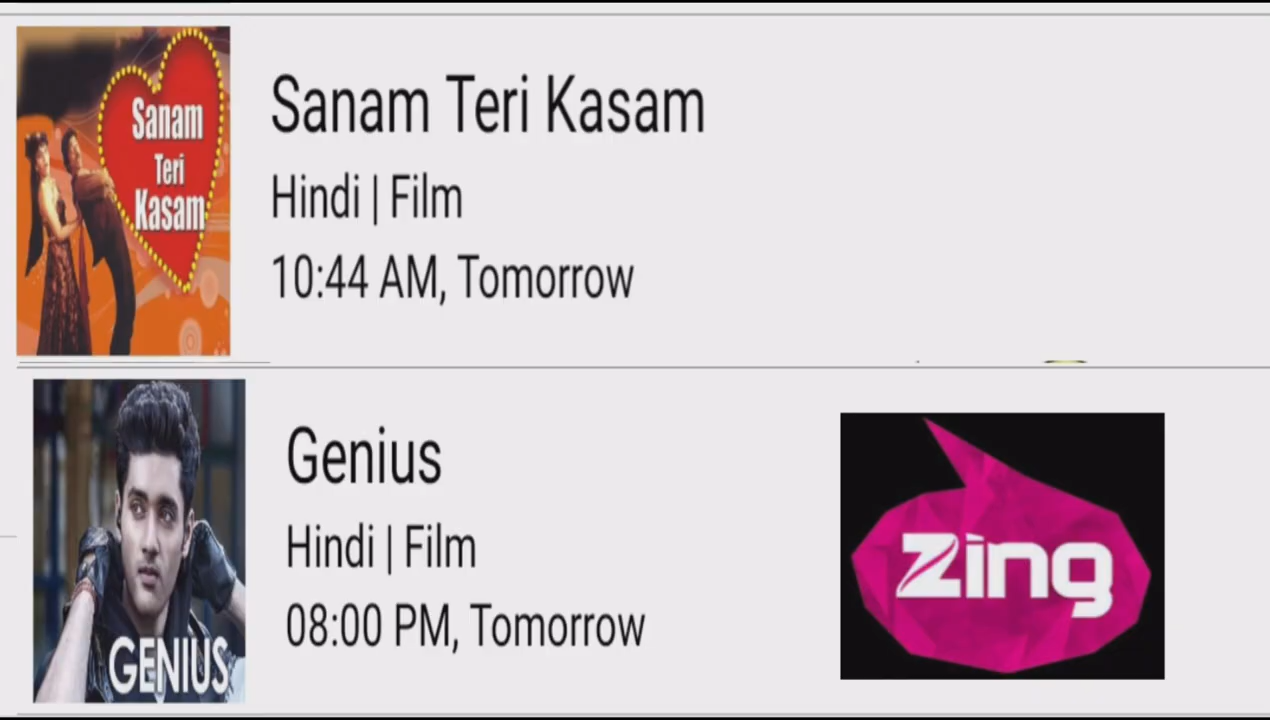 Sanam
Teri
Kasam
Sanam Teri Kasam
Hindi | Film
10:44 AM, Tomorrow
GENIUS
Genius
Hindi | Film
08:00 PM, Tomorrow
Zing